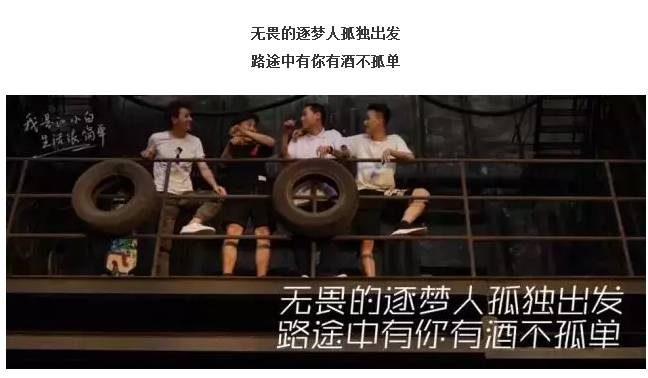 无畏的逐梦人孤独出发
路途中有你有酒不孤单
我是江小白
生活很简单
无畏的逐梦人孤独出发
路途中有你有酒不孤单